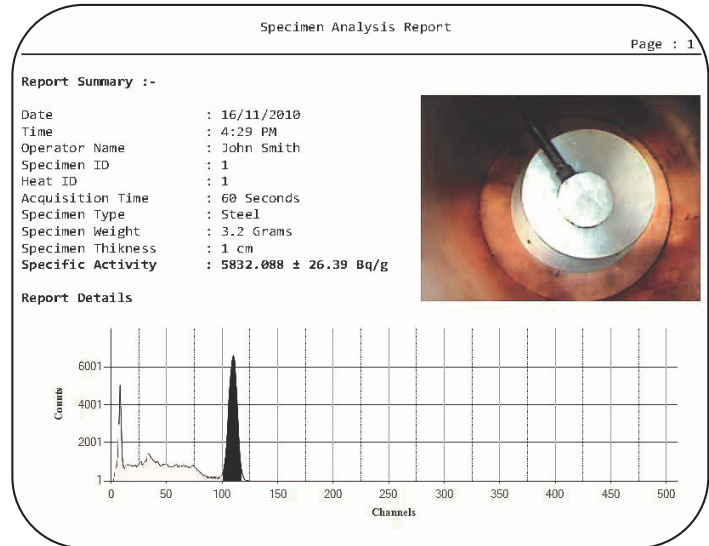 Specimen Analysis Report
Page : 1
Report Summary :-
Date : 16/11/2010
Time : 4:29 PM
Operator Name : John Smith
Specimen ID : 1
Heat ID : 1
Acquisition Time : 60 Seconds
Specimen Type : Steel
Specimen Weight : 3.2 Grams
Specimen Thikness : 1 cm
Specific Activity : 5832.088 ± 26.39 Bq/g
Report Details
6001
4001
Counts
2001
1
0 50 100 150 200 250 300 350 400 450 500
Channels